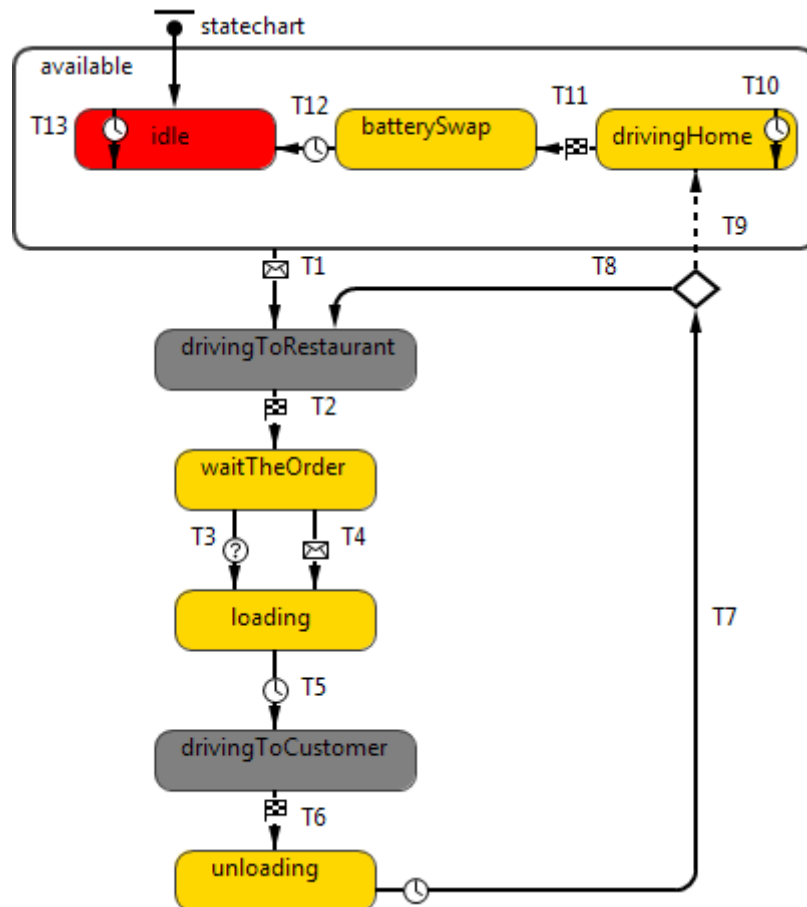 statechart
available
T13
idle
T12
batterySwap
T11
drivingHome
T10
T9
T1
T8
drivingToRestaurant
T2
waitTheOrder
T3
?
T4
loading
T7
T5
drivingToCustomer
T6
unloading